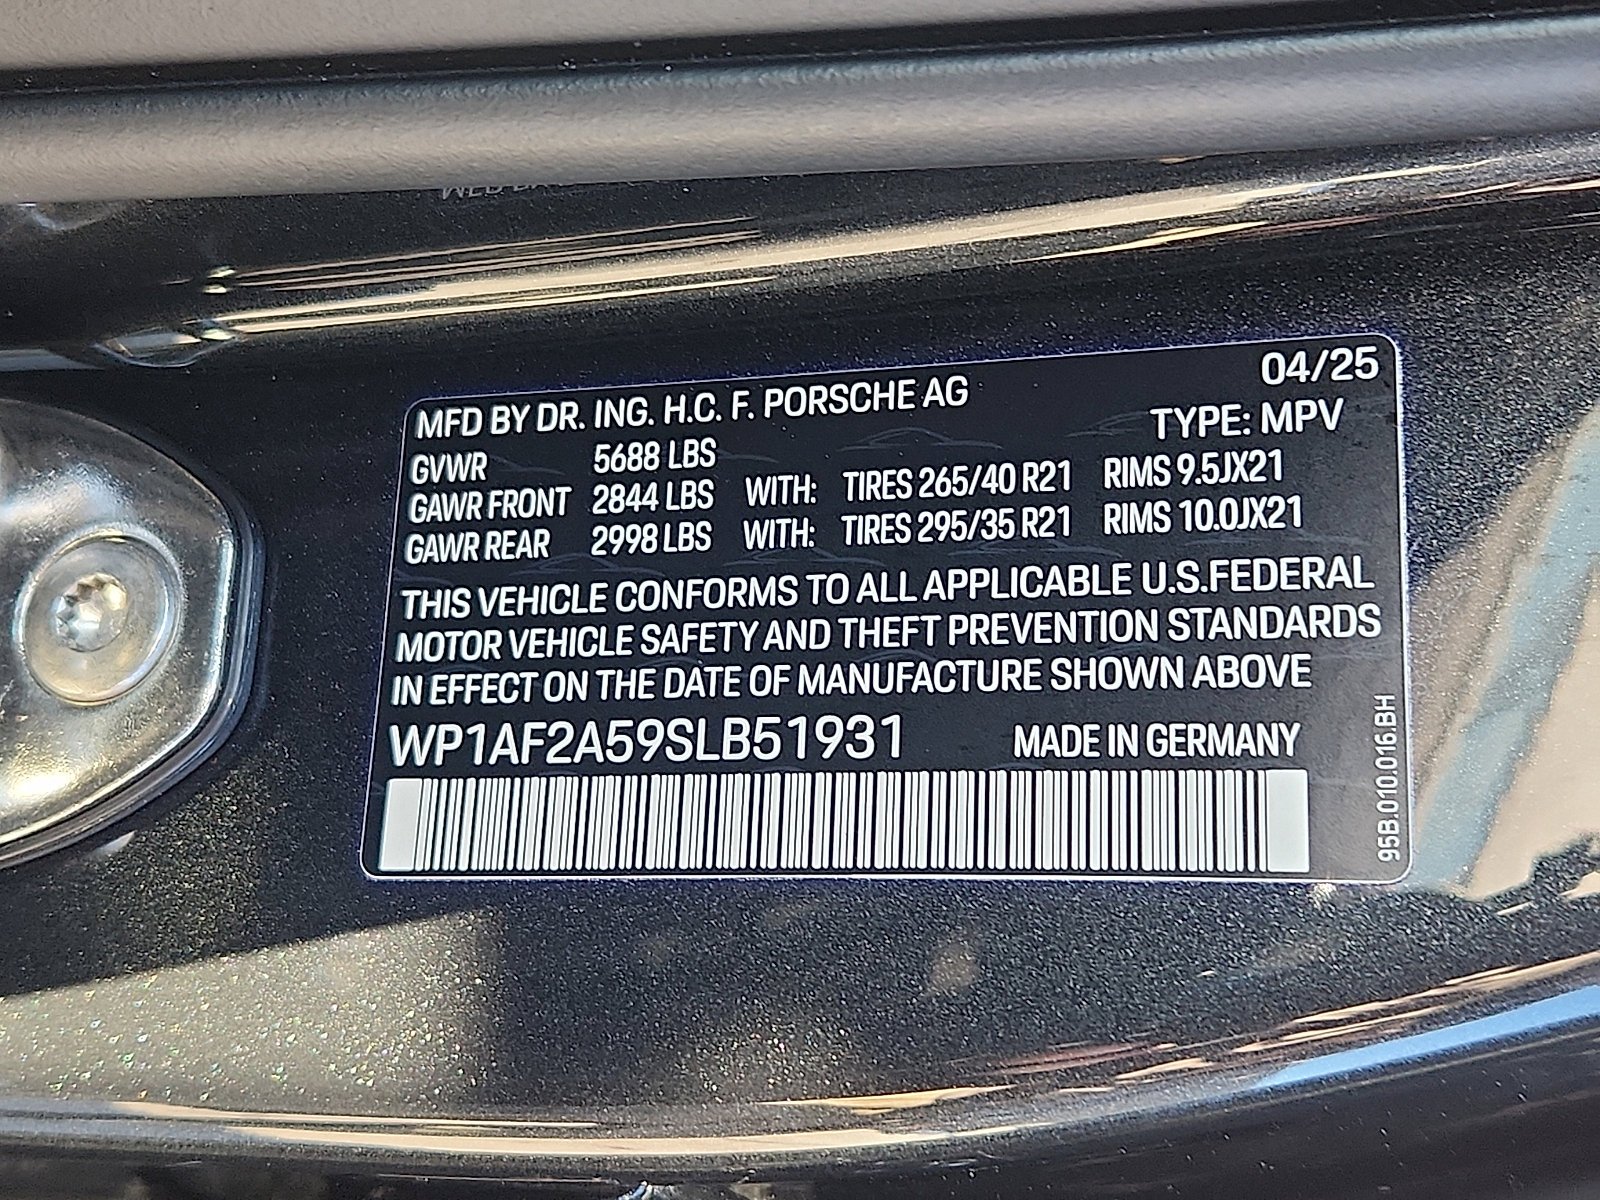 MFD BY DR. ING. H.C. F. PORSCHE AG 04/25
TYPE: MPV
GVWR 5688 LBS
GAWR FRONT 2844 LBS WITH: TIRES 265/40 R21 RIMS 9.5JX21
GAWR REAR 2998 LBS WITH: TIRES 295/35 R21 RIMS 10.0JX21
THIS VEHICLE CONFORMS TO ALL APPLICABLE U.S.FEDERAL
MOTOR VEHICLE SAFETY AND THEFT PREVENTION STANDARDS
IN EFFECT ON THE DATE OF MANUFACTURE SHOWN ABOVE
WP1AF2A59SLB51931 MADE IN GERMANY
95B.010.016.BH